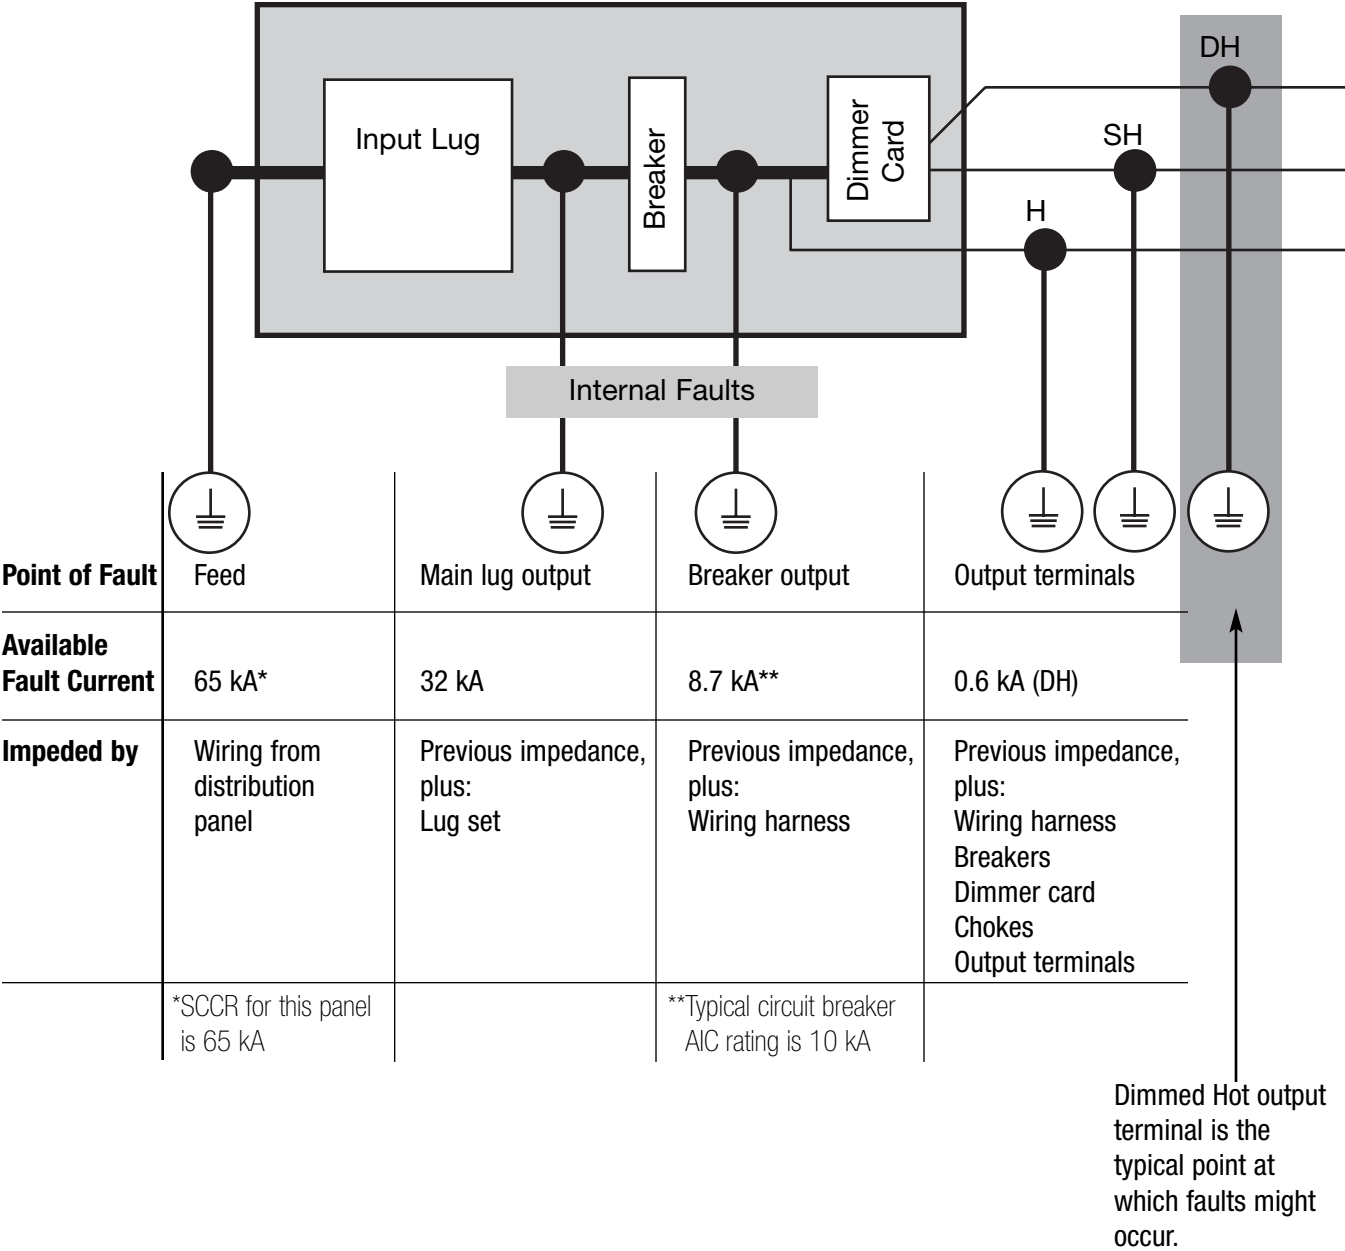 DH
SH
H
Input Lug
Breaker
Dimmer
Card
Internal Faults
Point of Fault Feed Main lug output Breaker output Output terminals
Available
Fault Current 65 kA* 32 kA 8.7 kA** 0.6 kA (DH)
Impeded by
Wiring from
distribution
panel
Previous impedance,
plus:
Lug set
Previous impedance,
plus:
Wiring harness
Previous impedance,
plus:
Wiring harness
Breakers
Dimmer card
Chokes
Output terminals
*SCCR for this panel
is 65 kA
**Typical circuit breaker
AIC rating is 10 kA
Dimmed Hot output
terminal is the
typical point at
which faults might
occur.